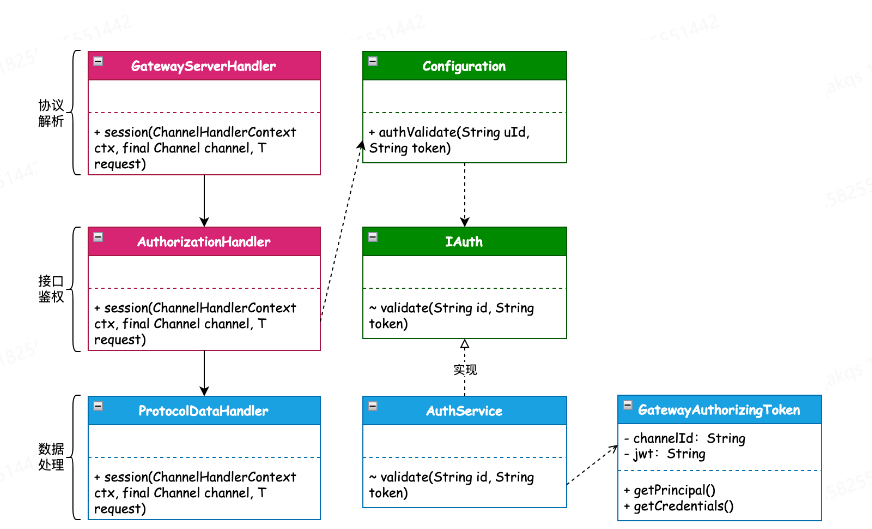 协议
解析
GatewayServerHandler
+ session(ChannelHandlerContext
ctx, final Channel channel, T
request)
Configuration
+ authValidate(String uId,
String token)
接口
鉴权
AuthorizationHandler
+ session(ChannelHandlerContext
ctx, final Channel channel, T
request)
IAuth
~ validate(String id, String
token)
实现
数据
处理
ProtocolDataHandler
+ session(ChannelHandlerContext
ctx, final Channel channel, T
request)
AuthService
~ validate(String id, String
token)
GatewayAuthorizingToken
- channelId：String
- jwt：String
+ getPrincipal()
+ getCredentials()